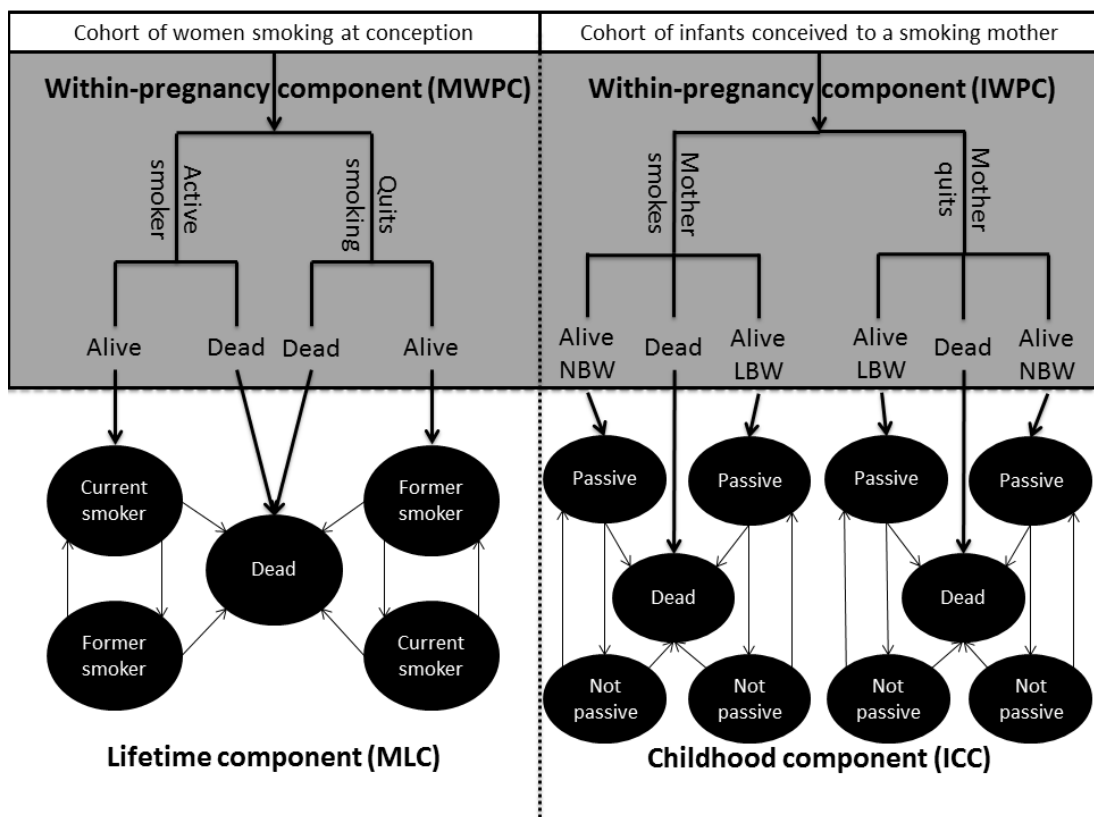 Cohort of women smoking at conception
Cohort of infants conceived to a smoking mother
Within-pregnancy component (MWPC)
Within-pregnancy component (IWPC)
Active
smoker
Quits
smoking
Mother
smokes
Mother
quits
Alive
Dead
Dead
Alive
Alive
NBW
Dead
Alive
LBW
Alive
LBW
Dead
Alive
NBW
Current
smoker
Former
smoker
Dead
Former
smoker
Current
smoker
Passive
Passive
Passive
Passive
Dead
Dead
Not
passive
Not
passive
Not
passive
Not
passive
Lifetime component (MLC)
Childhood component (ICC)